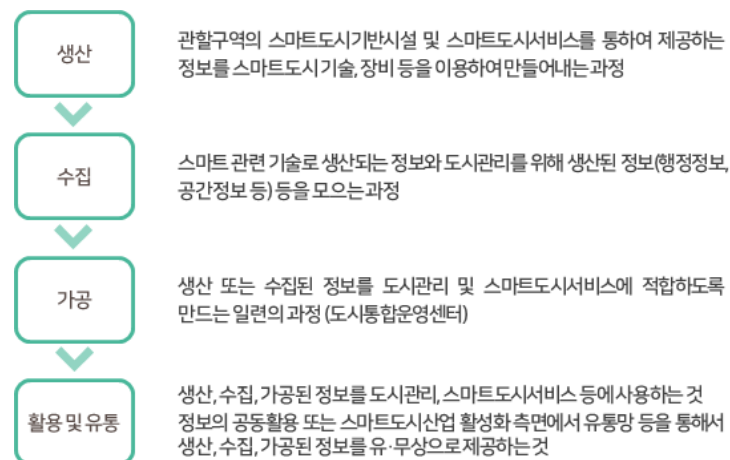 생산
관할구역의 스마트도시기반시설 및 스마트도시서비스를 통하여 제공하는
정보를 스마트도시 기술, 장비 등을 이용하여 만들어내는 과정
수집
스마트 관련 기술로 생산되는 정보와 도시관리를 위해 생산된 정보(행정정보,
공간정보 등) 등을 모으는 과정
가공
생산 또는 수집된 정보를 도시관리 및 스마트도시서비스에 적합하도록
만드는 일련의 과정 (도시통합운영센터)
활용 및 유통
생산, 수집, 가공된 정보를 도시관리, 스마트도시서비스 등에 사용하는 것
정보의 공동활용 또는 스마트도시산업 활성화 측면에서 유통망 등을 통해서
생산, 수집, 가공된 정보를 유·무상으로 제공하는 것